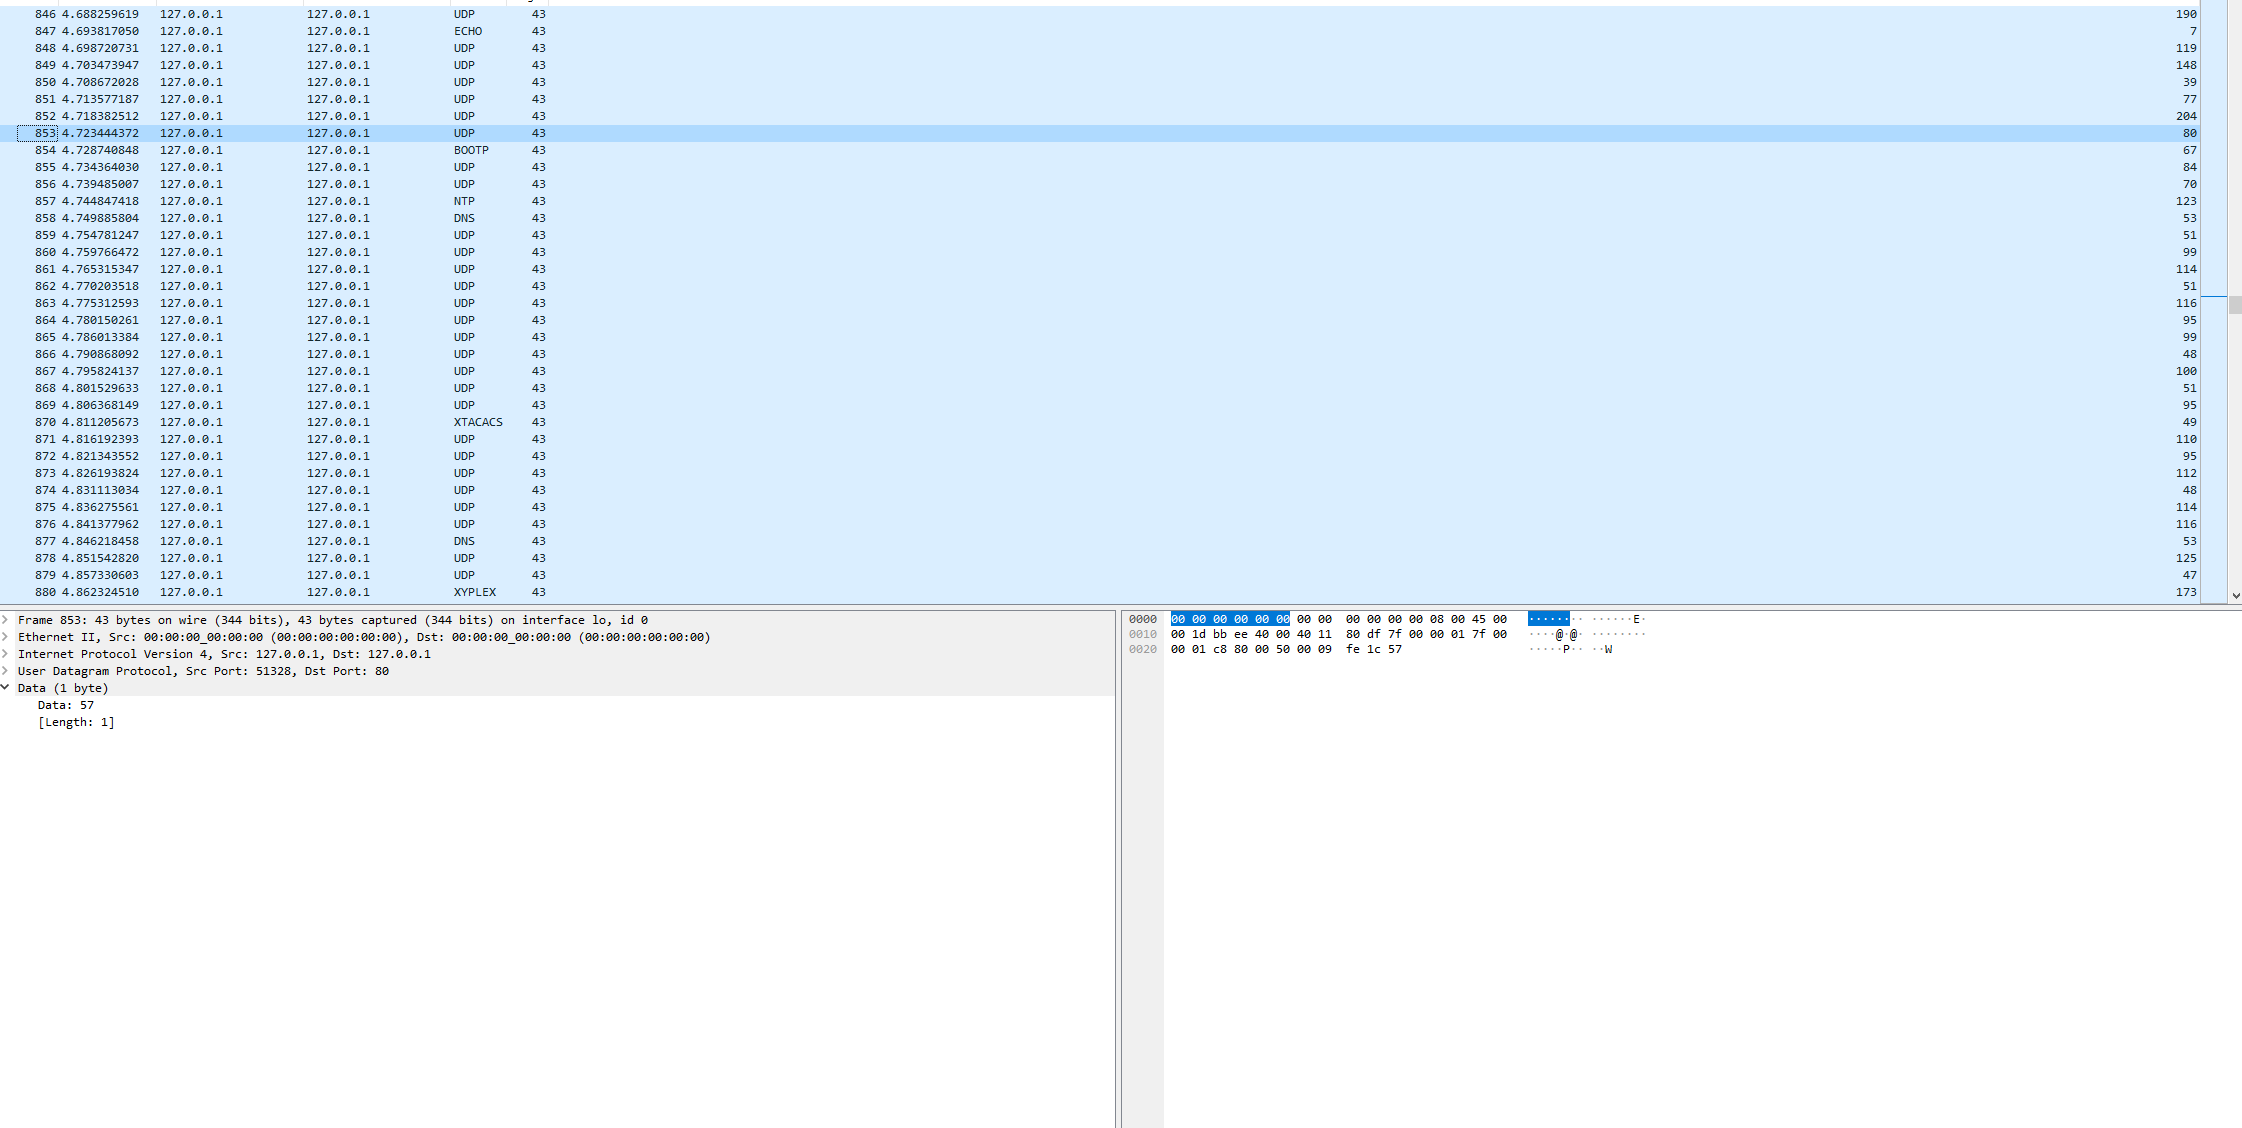 846 4.688259619 127.0.0.1 127.0.0.1 UDP 43 190
847 4.693817050 127.0.0.1 127.0.0.1 ECHO 43 7
848 4.698720731 127.0.0.1 127.0.0.1 UDP 43 119
849 4.703473947 127.0.0.1 127.0.0.1 UDP 43 148
850 4.708672028 127.0.0.1 127.0.0.1 UDP 43 39
851 4.713577187 127.0.0.1 127.0.0.1 UDP 43 77
852 4.718382512 127.0.0.1 127.0.0.1 UDP 43 204
853 4.723444372 127.0.0.1 127.0.0.1 UDP 43 80
854 4.728740848 127.0.0.1 127.0.0.1 BOOTP 43 67
855 4.734364030 127.0.0.1 127.0.0.1 UDP 43 84
856 4.739485007 127.0.0.1 127.0.0.1 UDP 43 70
857 4.744847418 127.0.0.1 127.0.0.1 NTP 43 123
858 4.749885804 127.0.0.1 127.0.0.1 DNS 43 53
859 4.754781247 127.0.0.1 127.0.0.1 UDP 43 51
860 4.759766472 127.0.0.1 127.0.0.1 UDP 43 99
861 4.765315347 127.0.0.1 127.0.0.1 UDP 43 114
862 4.770203518 127.0.0.1 127.0.0.1 UDP 43 51
863 4.775312593 127.0.0.1 127.0.0.1 UDP 43 116
864 4.780150261 127.0.0.1 127.0.0.1 UDP 43 95
865 4.786013384 127.0.0.1 127.0.0.1 UDP 43 99
866 4.790868092 127.0.0.1 127.0.0.1 UDP 43 48
867 4.795824137 127.0.0.1 127.0.0.1 UDP 43 100
868 4.801529633 127.0.0.1 127.0.0.1 UDP 43 51
869 4.806368149 127.0.0.1 127.0.0.1 UDP 43 95
870 4.811205673 127.0.0.1 127.0.0.1 XTACACS 43 49
871 4.816192393 127.0.0.1 127.0.0.1 UDP 43 110
872 4.821343552 127.0.0.1 127.0.0.1 UDP 43 95
873 4.826193824 127.0.0.1 127.0.0.1 UDP 43 112
874 4.831113034 127.0.0.1 127.0.0.1 UDP 43 48
875 4.836275561 127.0.0.1 127.0.0.1 UDP 43 114
876 4.841377962 127.0.0.1 127.0.0.1 UDP 43 116
877 4.846218458 127.0.0.1 127.0.0.1 DNS 43 53
878 4.851542820 127.0.0.1 127.0.0.1 UDP 43 125
879 4.857330603 127.0.0.1 127.0.0.1 UDP 43 47
880 4.862324510 127.0.0.1 127.0.0.1 XYPLEX 43 173
Frame 853: 43 bytes on wire (344 bits), 43 bytes captured (344 bits) on interface lo, id 0
Ethernet II, Src: 00:00:00_00:00:00 (00:00:00:00:00:00), Dst: 00:00:00_00:00:00 (00:00:00:00:00:00)
Internet Protocol Version 4, Src: 127.0.0.1, Dst: 127.0.0.1
User Datagram Protocol, Src Port: 51328, Dst Port: 80
Data (1 byte)
Data: 57
[Length: 1]
0000 00 00 00 00 00 00 00 00 00 00 00 00 08 00 45 00 ········ ······E·
0010 00 1d bb ee 40 00 40 11 80 df 7f 00 00 01 7f 00 ····@·@· ········
0020 00 01 c8 80 00 50 00 09 fe 1c 57 ·····P·· ··W